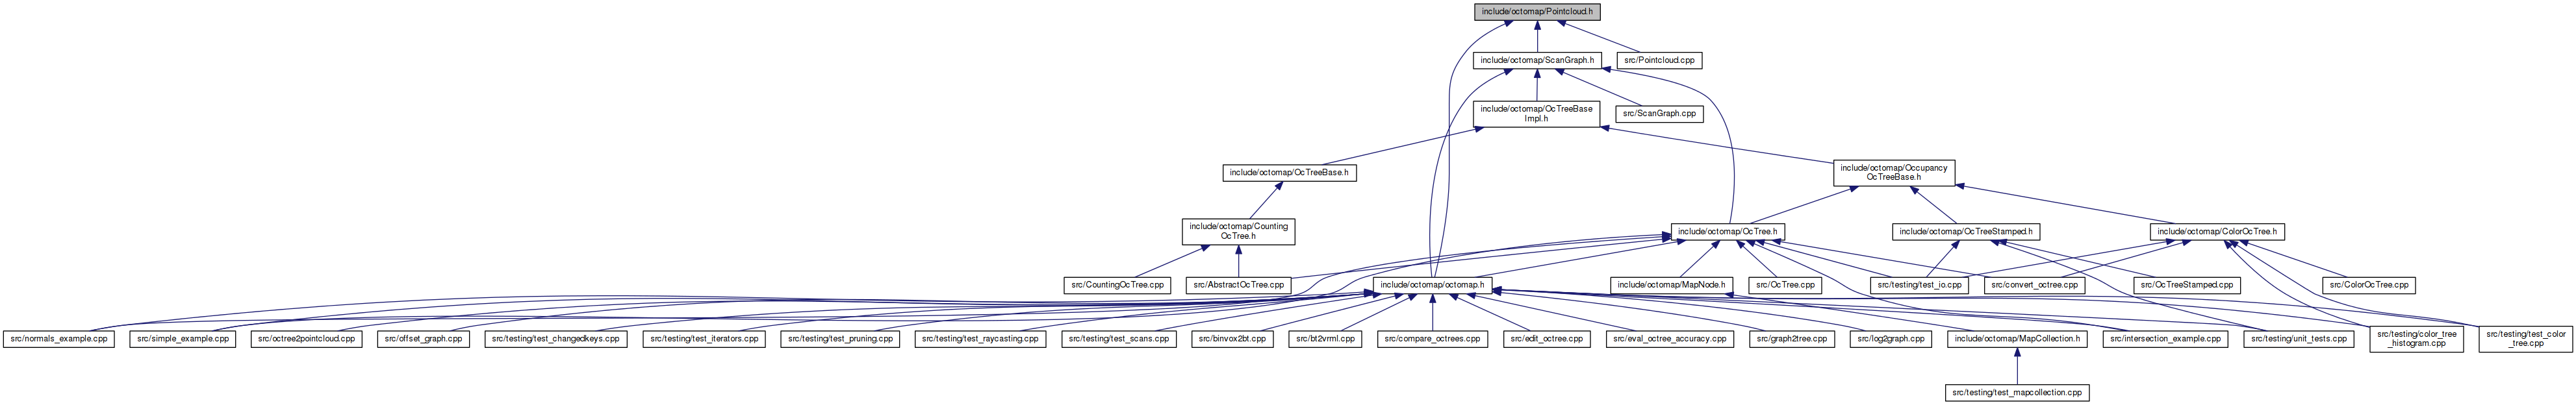 include/octomap/Pointcloud.h
include/octomap/ScanGraph.h
src/Pointcloud.cpp
include/octomap/OcTreeBase
Impl.h
src/ScanGraph.cpp
include/octomap/OcTreeBase.h
include/octomap/Occupancy
OcTreeBase.h
include/octomap/Counting
OcTree.h
include/octomap/OcTree.h
include/octomap/OcTreeStamped.h
include/octomap/ColorOcTree.h
src/CountingOcTree.cpp
src/AbstractOcTree.cpp
include/octomap/octomap.h
include/octomap/MapNode.h
src/OcTree.cpp
src/testing/test_io.cpp
src/convert_octree.cpp
src/OcTreeStamped.cpp
src/ColorOcTree.cpp
src/normals_example.cpp
src/simple_example.cpp
src/octree2pointcloud.cpp
src/offset_graph.cpp
src/testing/test_changedkeys.cpp
src/testing/test_iterators.cpp
src/testing/test_pruning.cpp
src/testing/test_raycasting.cpp
src/testing/test_scans.cpp
src/binvox2bt.cpp
src/bt2vrml.cpp
src/compare_octrees.cpp
src/edit_octree.cpp
src/eval_octree_accuracy.cpp
src/graph2tree.cpp
src/log2graph.cpp
include/octomap/MapCollection.h
src/intersection_example.cpp
src/testing/unit_tests.cpp
src/testing/color_tree
_histogram.cpp
src/testing/test_color
_tree.cpp
src/testing/test_mapcollection.cpp